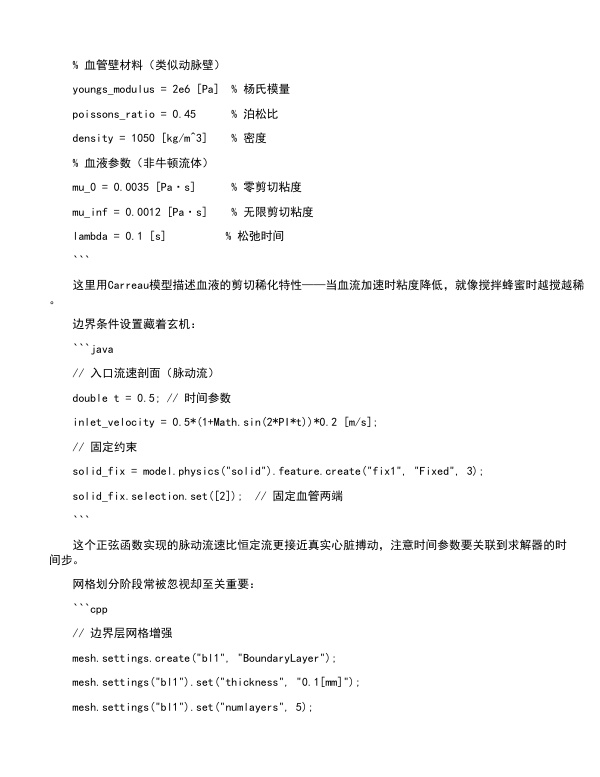 % 血管壁材料（类似动脉壁）
youngs_modulus = 2e6 [Pa]  % 杨氏模量
poissons_ratio = 0.45      % 泊松比
density = 1050 [kg/m^3]    % 密度
% 血液参数（非牛顿流体）
mu_0 = 0.0035 [Pa·s]      % 零剪切粘度
mu_inf = 0.0012 [Pa·s]    % 无限剪切粘度
lambda = 0.1 [s]          % 松弛时间
```
这里用Carreau模型描述血液的剪切稀化特性——当血流加速时粘度降低，就像搅拌蜂蜜时越搅越稀
。
边界条件设置藏着玄机：
```java
// 入口流速剖面（脉动流）
double t = 0.5; // 时间参数
inlet_velocity = 0.5*(1+Math.sin(2*PI*t))*0.2 [m/s];
// 固定约束
solid_fix = model.physics("solid").feature.create("fix1", "Fixed", 3);
solid_fix.selection.set([2]);  // 固定血管两端
```
这个正弦函数实现的脉动流速比恒定流更接近真实心脏搏动，注意时间参数要关联到求解器的时
间步。
网格划分阶段常被忽视却至关重要：
```cpp
// 边界层网格增强
mesh.settings.create("bl1", "BoundaryLayer");
mesh.settings("bl1").set("thickness", "0.1[mm]");
mesh.settings("bl1").set("numlayers", 5);